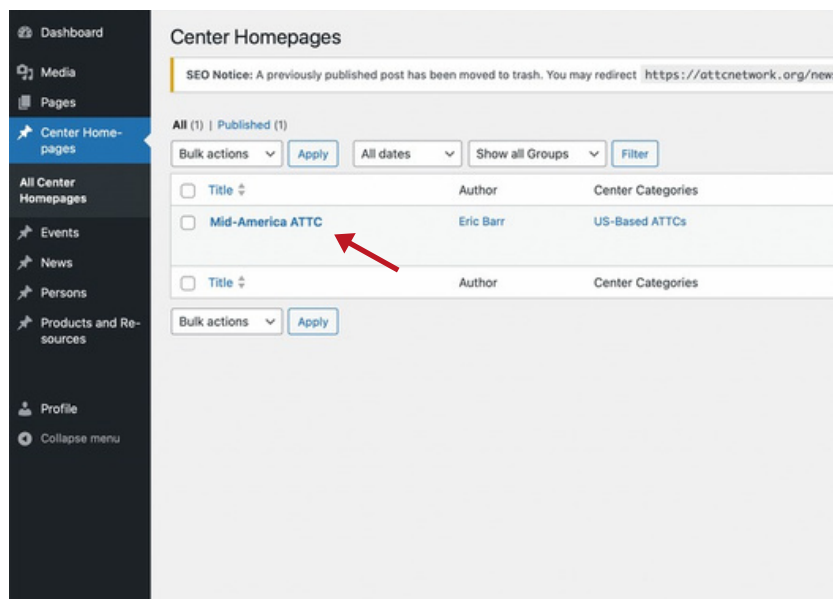 Dashboard
Media
Pages
Center Home-
pages
All Center
Homepages
Events
News
Persons
Products and Re-
sources
Profile
Collapse menu
Center Homepages
SEO Notice: A previously published post has been moved to trash. You may redirect https://attcnetwork.org/new
All (1) | Published (1)
Bulk actions Apply All dates Show all Groups Filter
Title Author Center Categories
Mid-America ATTC Eric Barr US-Based ATTCs
Title Author Center Categories
Bulk actions Apply